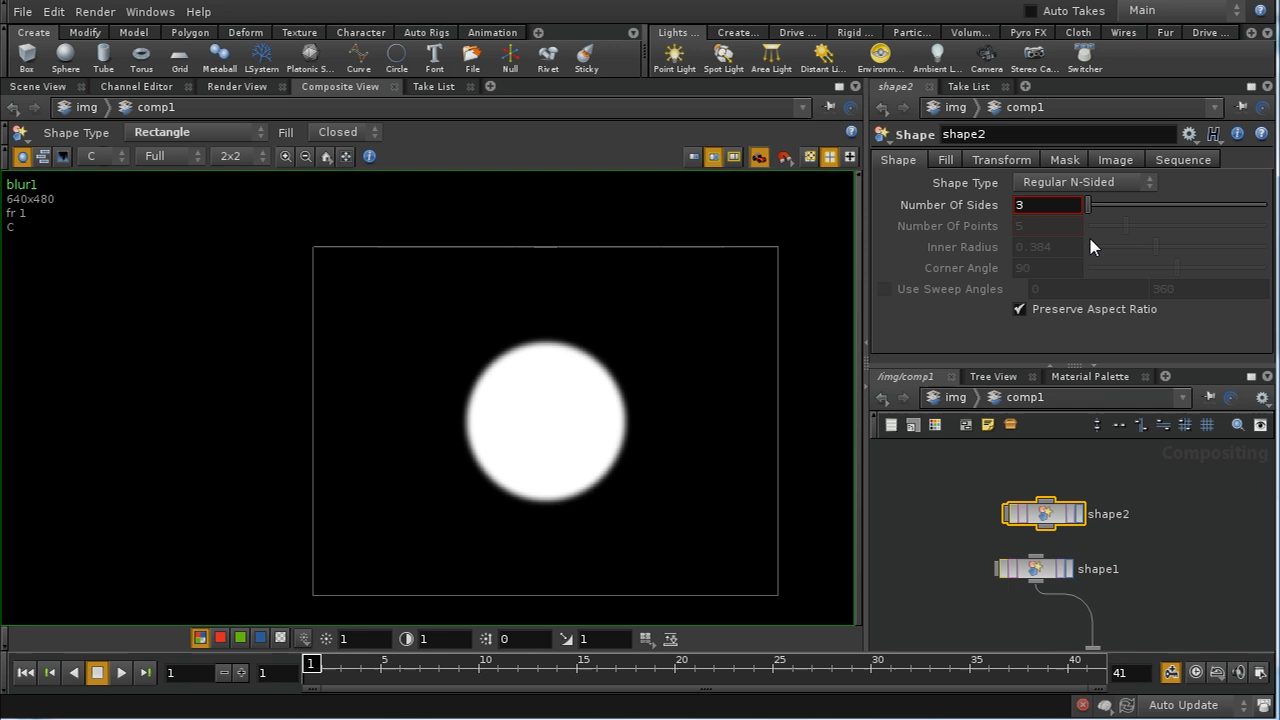 File Edit Render Windows Help Auto Takes Main
Create Modify Model Polygon Deform Texture Character Auto Rigs Animation Lights ... Create... Drive ... Rigid ... Partic... Volum... Pyro FX Cloth Wires Fur Drive ...
Box Sphere Tube Torus Grid Metaball LSystem Platonic S... Curve Circle Font File Null Rivet Sticky Point Light Spot Light Area Light Distant Li... Environm... Ambient L... Camera Stereo Ca... Switcher
Scene View Channel Editor Render View Composite View Take List
img comp1
Shape Type Rectangle Fill Closed
C Full 2x2
blur1
640x480
fr 1
C
1 1 0 1
shape2 Take List
img comp1
Shape shape2
Shape Fill Transform Mask Image Sequence
Shape Type Regular N-Sided
Number Of Sides 3
Number Of Points 5
Inner Radius 0.384
Corner Angle 90
Use Sweep Angles 0 360
Preserve Aspect Ratio
/img/comp1 Tree View Material Palette
img comp1
Compositing
shape2
shape1
1 1 1 5 10 15 20 25 30 35 40 41
Auto Update